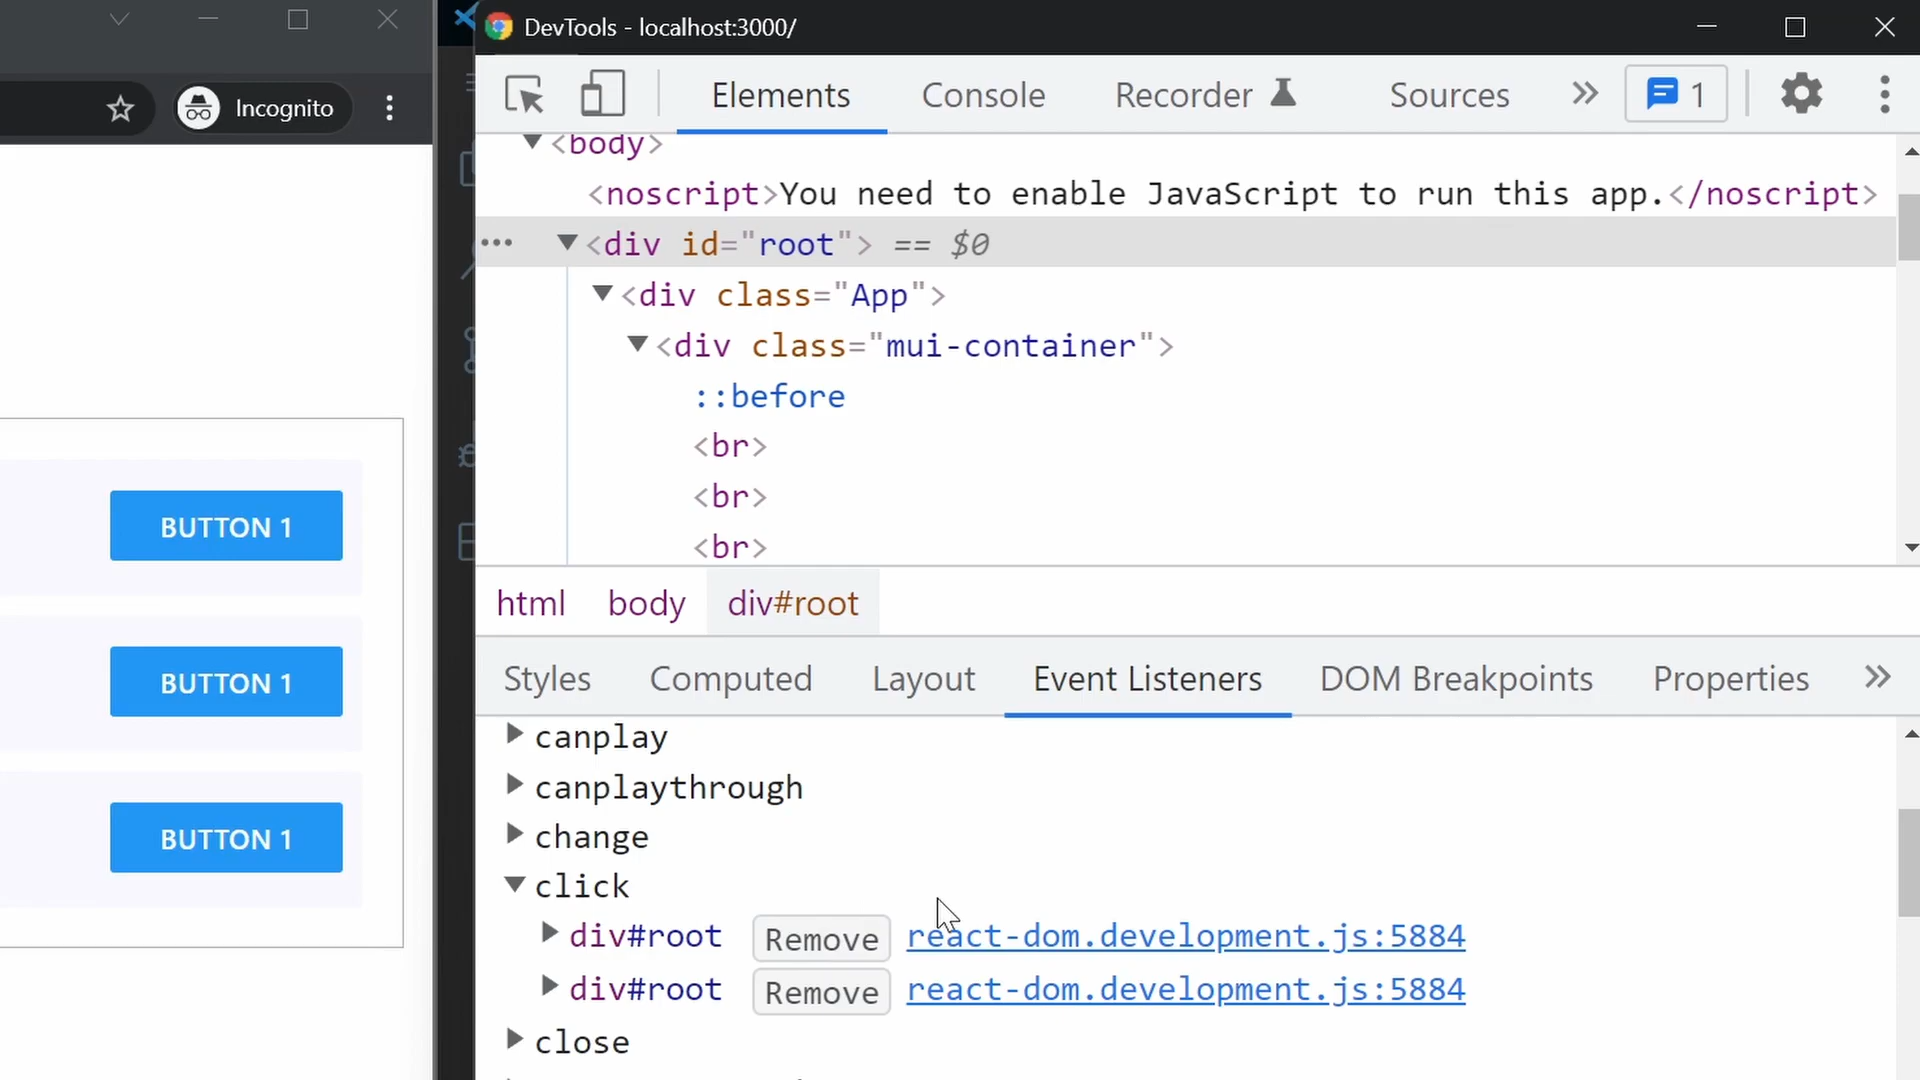 DevTools - localhost:3000/
Incognito
Elements
Console
Recorder
Sources
1
<body>
<noscript>You need to enable JavaScript to run this app.</noscript>
<div id="root"> == $0
<div class="App">
<div class="mui-container">
::before
<br>
<br>
<br>
BUTTON 1
BUTTON 1
BUTTON 1
html
body
div#root
Styles
Computed
Layout
Event Listeners
DOM Breakpoints
Properties
canplay
canplaythrough
change
click
div#root Remove react-dom.development.js:5884
div#root Remove react-dom.development.js:5884
close